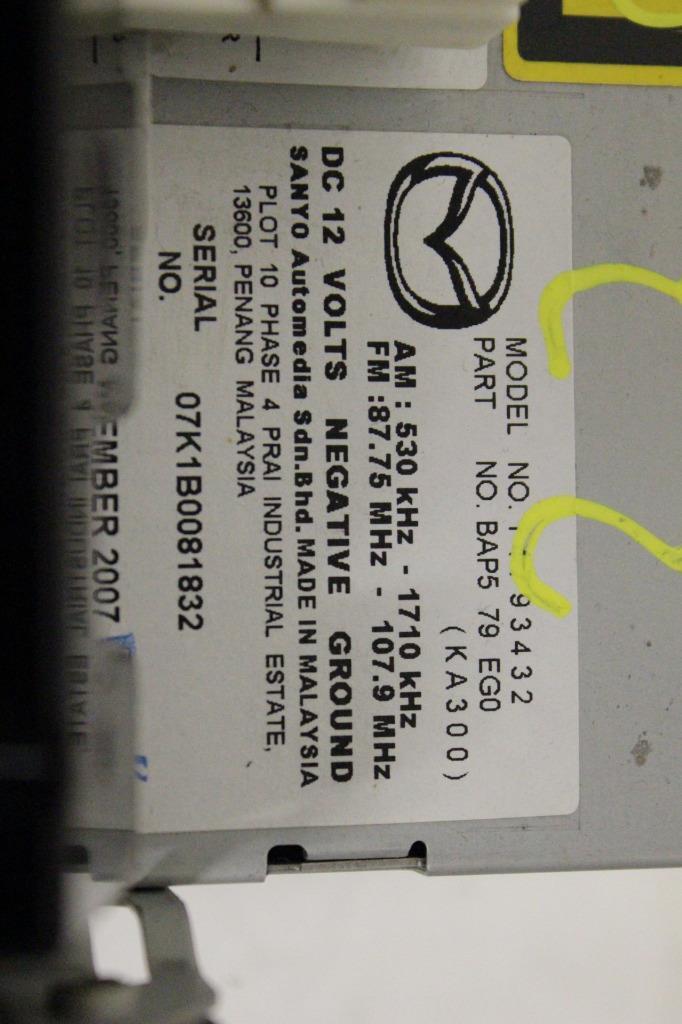 MODEL NO. 93432
PART NO. BAP5 79 EG0
(KA300)
AM : 530 kHz - 1710 kHz
FM :87.75 MHz - 107.9 MHz
DC 12 VOLTS NEGATIVE GROUND
SANYO Automedia Sdn.Bhd. MADE IN MALAYSIA
PLOT 10 PHASE 4 PRAI INDUSTRIAL ESTATE,
13600, PENANG MALAYSIA
SERIAL
NO. 07K1B0081832
EMBER 2007